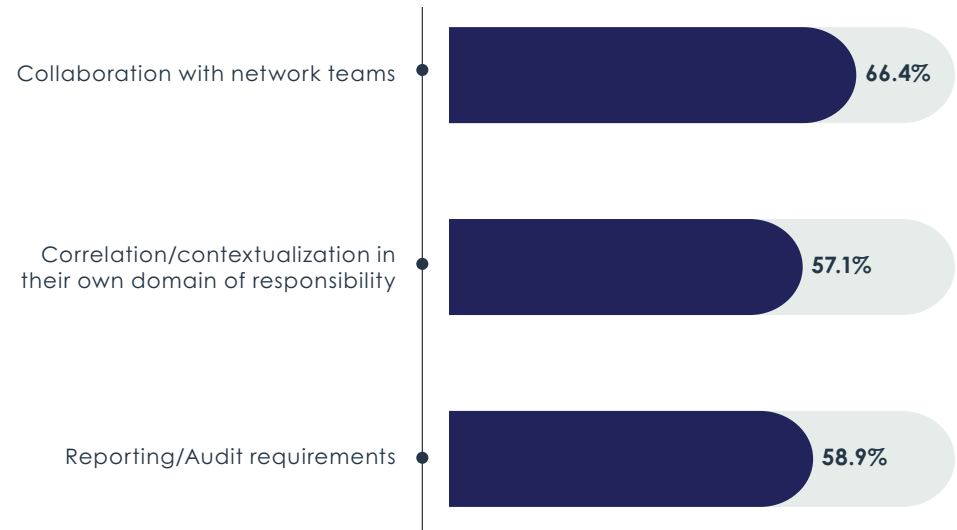 Collaboration with network teams
66.4%
Correlation/contextualization in
their own domain of responsibility
57.1%
Reporting/Audit requirements
58.9%